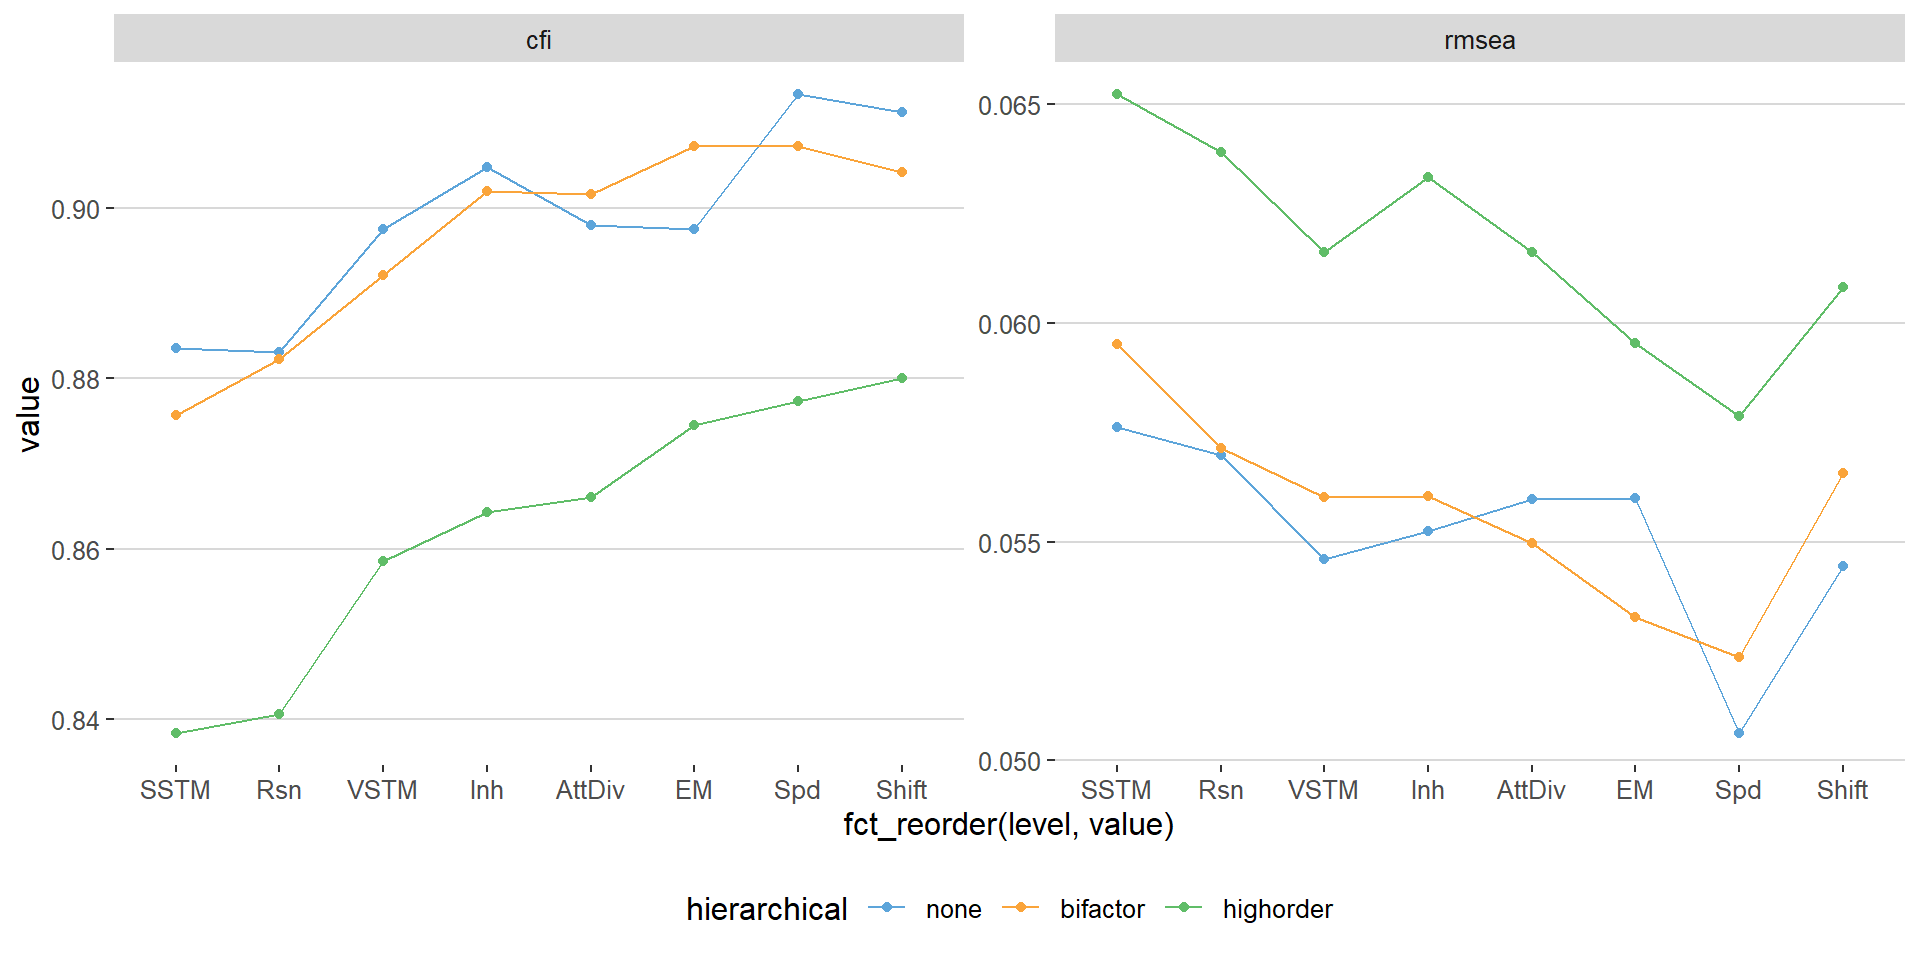 cfi
rmsea
value
0.90
0.88
0.86
0.84
0.065
0.060
0.055
0.050
SSTM Rsn VSTM Inh AttDiv EM Spd Shift
SSTM Rsn VSTM Inh AttDiv EM Spd Shift
fct_reorder(level, value)
hierarchical none bifactor highorder